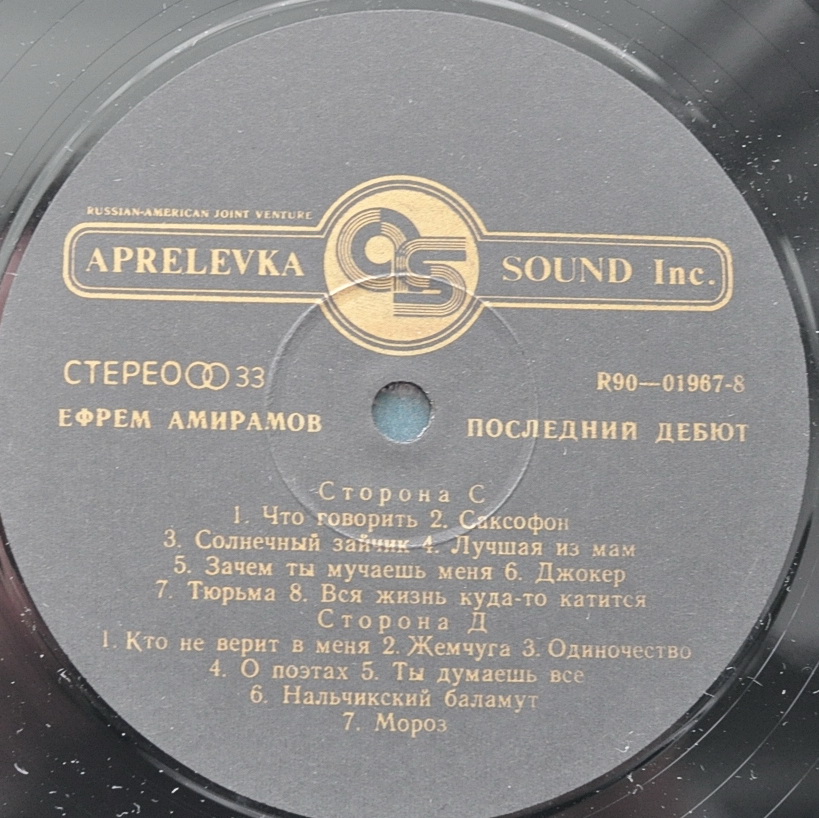 RUSSIAN-AMERICAN JOINT VENTURE
APRELEVKA SOUND Inc.
СТЕРЕО 33 R90—01967-8
ЕФРЕМ АМИРАМОВ ПОСЛЕДНИЙ ДЕБЮТ
Сторона С
1. Что говорить 2. Саксофон
3. Солнечный зайчик 4. Лучшая из мам
5. Зачем ты мучаешь меня 6. Джокер
7. Тюрьма 8. Вся жизнь куда-то катится
Сторона Д
1. Кто не верит в меня 2. Жемчуга 3. Одиночество
4. О поэтах 5. Ты думаешь все
6. Нальчикский баламут
7. Мороз